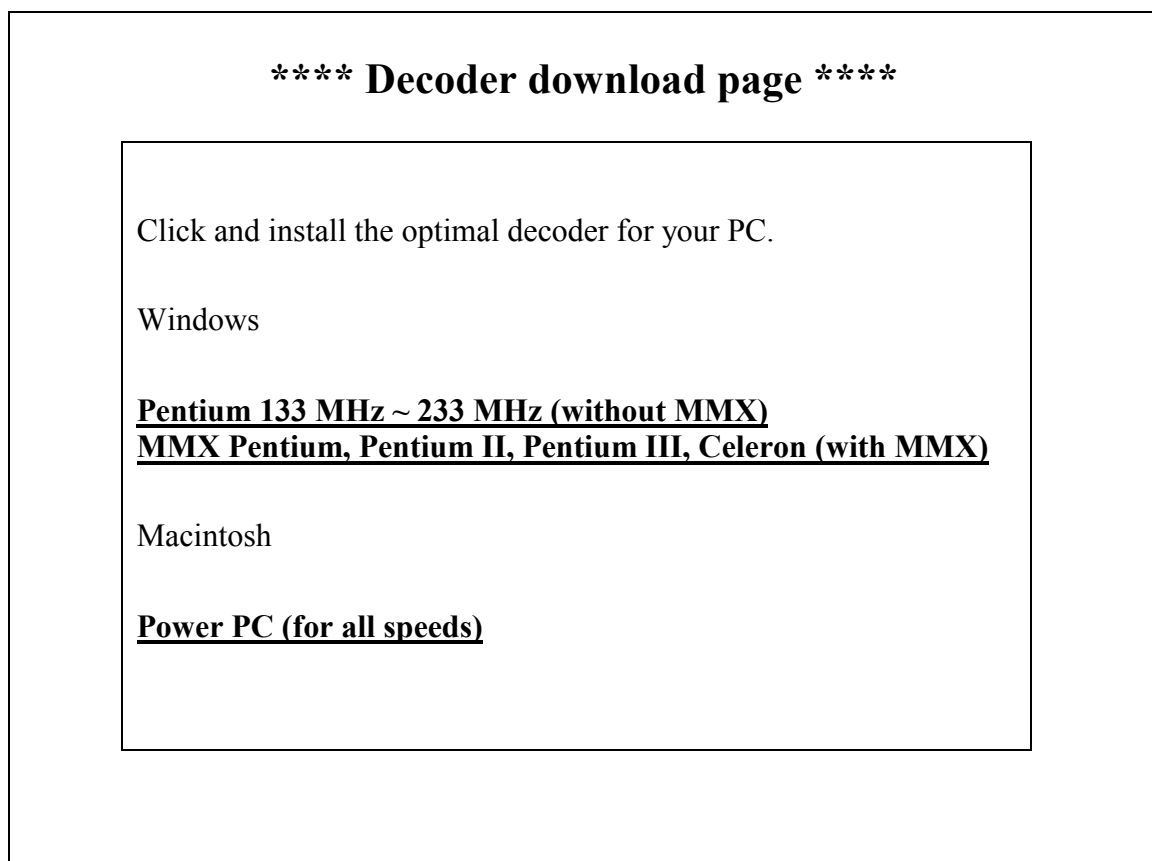 **** Decoder download page ****
Click and install the optimal decoder for your PC.
Windows
Pentium 133 MHz ~ 233 MHz (without MMX)
MMX Pentium, Pentium II, Pentium III, Celeron (with MMX)
Macintosh
Power PC (for all speeds)